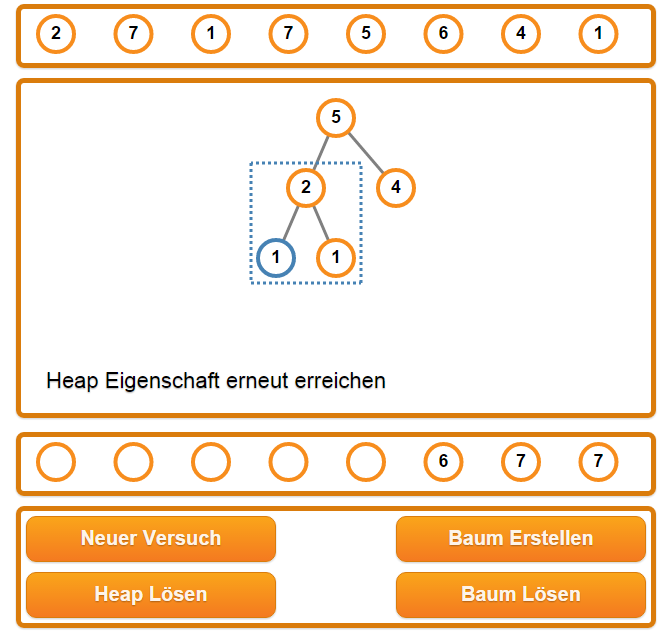 2 7 1 7 5 6 4 1
5
2 4
1 1
Heap Eigenschaft erneut erreichen
6 7 7
Neuer Versuch Baum Erstellen
Heap Lösen Baum Lösen